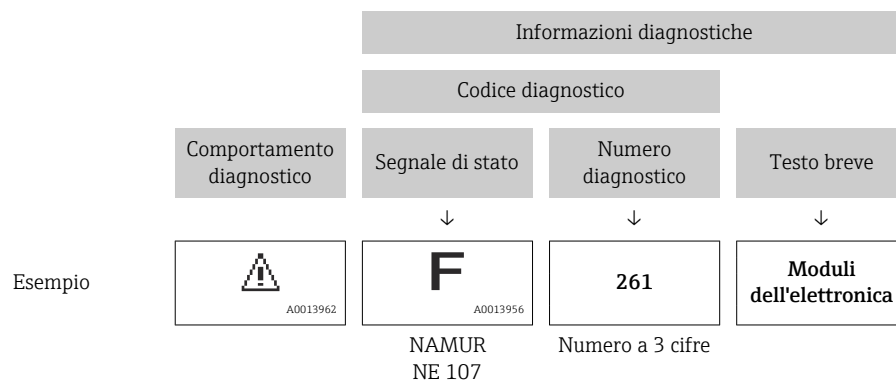 Informazioni diagnostiche
Codice diagnostico
Comportamento
diagnostico
Segnale di stato
Numero
diagnostico
Testo breve
↓ ↓ ↓
Esempio
A0013962
F
A0013956
261
Moduli
dell'elettronica
NAMUR
NE 107
Numero a 3 cifre